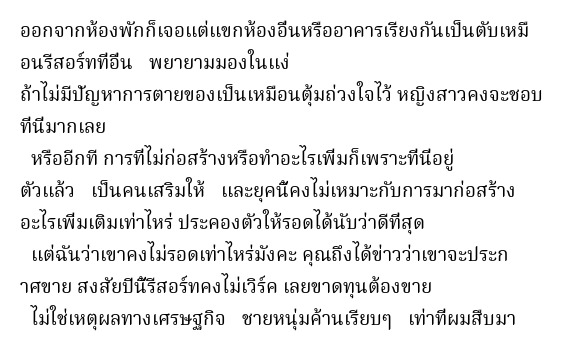 ออกจากห้องพักก็เจอแต่แขกห้องอื่นหรืออาคารเรียงกันเป็นตับเหมื
อนรีสอร์ทที่อื่น พยายามมองในแง่
ถ้าไม่มีปัญหาการตายของเป็นเหมือนตุ้มถ่วงใจไว้ หญิงสาวคงจะชอบ
ที่นี่มากเลย
หรืออีกที การที่ไม่ก่อสร้างหรือทำอะไรเพิ่มก็เพราะที่นี่อยู่
ตัวแล้ว เป็นคนเสริมให้ และยุคนี้คงไม่เหมาะกับการมาก่อสร้าง
อะไรเพิ่มเติมเท่าไหร่ ประคองตัวให้รอดได้นับว่าดีที่สุด
แต่ฉันว่าเขาคงไม่รอดเท่าไหร่มังคะ คุณถึงได้ข่าวว่าเขาจะประก
าศขาย สงสัยปีนี้รีสอร์ทคงไม่เวิร์ค เลยขาดทุนต้องขาย
ไม่ใช่เหตุผลทางเศรษฐกิจ ชายหนุ่มค้านเรียบๆ เท่าที่ผมสืบมา